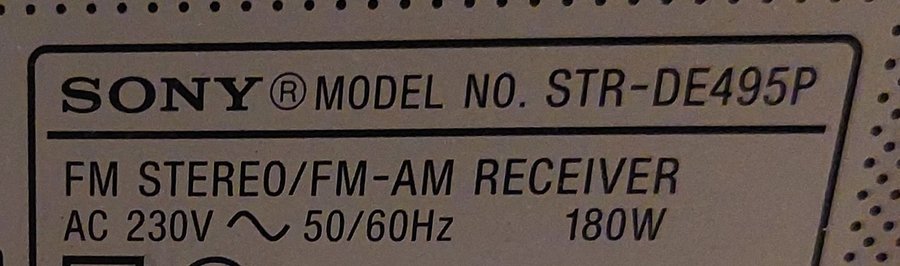 SONY® MODEL NO. STR-DE495P
FM STEREO/FM-AM RECEIVER
AC 230V ~ 50/60Hz 180W